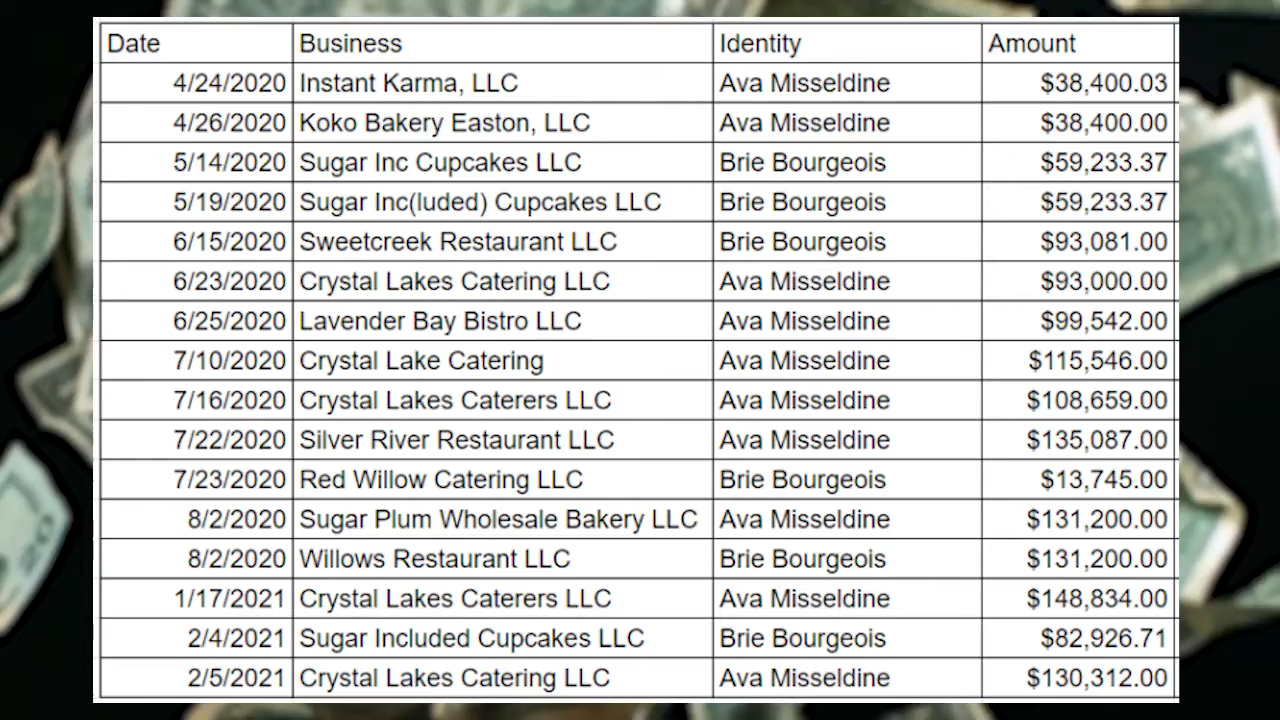 Date Business Identity Amount
4/24/2020 Instant Karma, LLC Ava Misseldine $38,400.03
4/26/2020 Koko Bakery Easton, LLC Ava Misseldine $38,400.00
5/14/2020 Sugar Inc Cupcakes LLC Brie Bourgeois $59,233.37
5/19/2020 Sugar Inc(luded) Cupcakes LLC Brie Bourgeois $59,233.37
6/15/2020 Sweetcreek Restaurant LLC Brie Bourgeois $93,081.00
6/23/2020 Crystal Lakes Catering LLC Ava Misseldine $93,000.00
6/25/2020 Lavender Bay Bistro LLC Ava Misseldine $99,542.00
7/10/2020 Crystal Lake Catering Ava Misseldine $115,546.00
7/16/2020 Crystal Lakes Caterers LLC Ava Misseldine $108,659.00
7/22/2020 Silver River Restaurant LLC Ava Misseldine $135,087.00
7/23/2020 Red Willow Catering LLC Brie Bourgeois $13,745.00
8/2/2020 Sugar Plum Wholesale Bakery LLC Ava Misseldine $131,200.00
8/2/2020 Willows Restaurant LLC Brie Bourgeois $131,200.00
1/17/2021 Crystal Lakes Caterers LLC Ava Misseldine $148,834.00
2/4/2021 Sugar Included Cupcakes LLC Brie Bourgeois $82,926.71
2/5/2021 Crystal Lakes Catering LLC Ava Misseldine $130,312.00
20